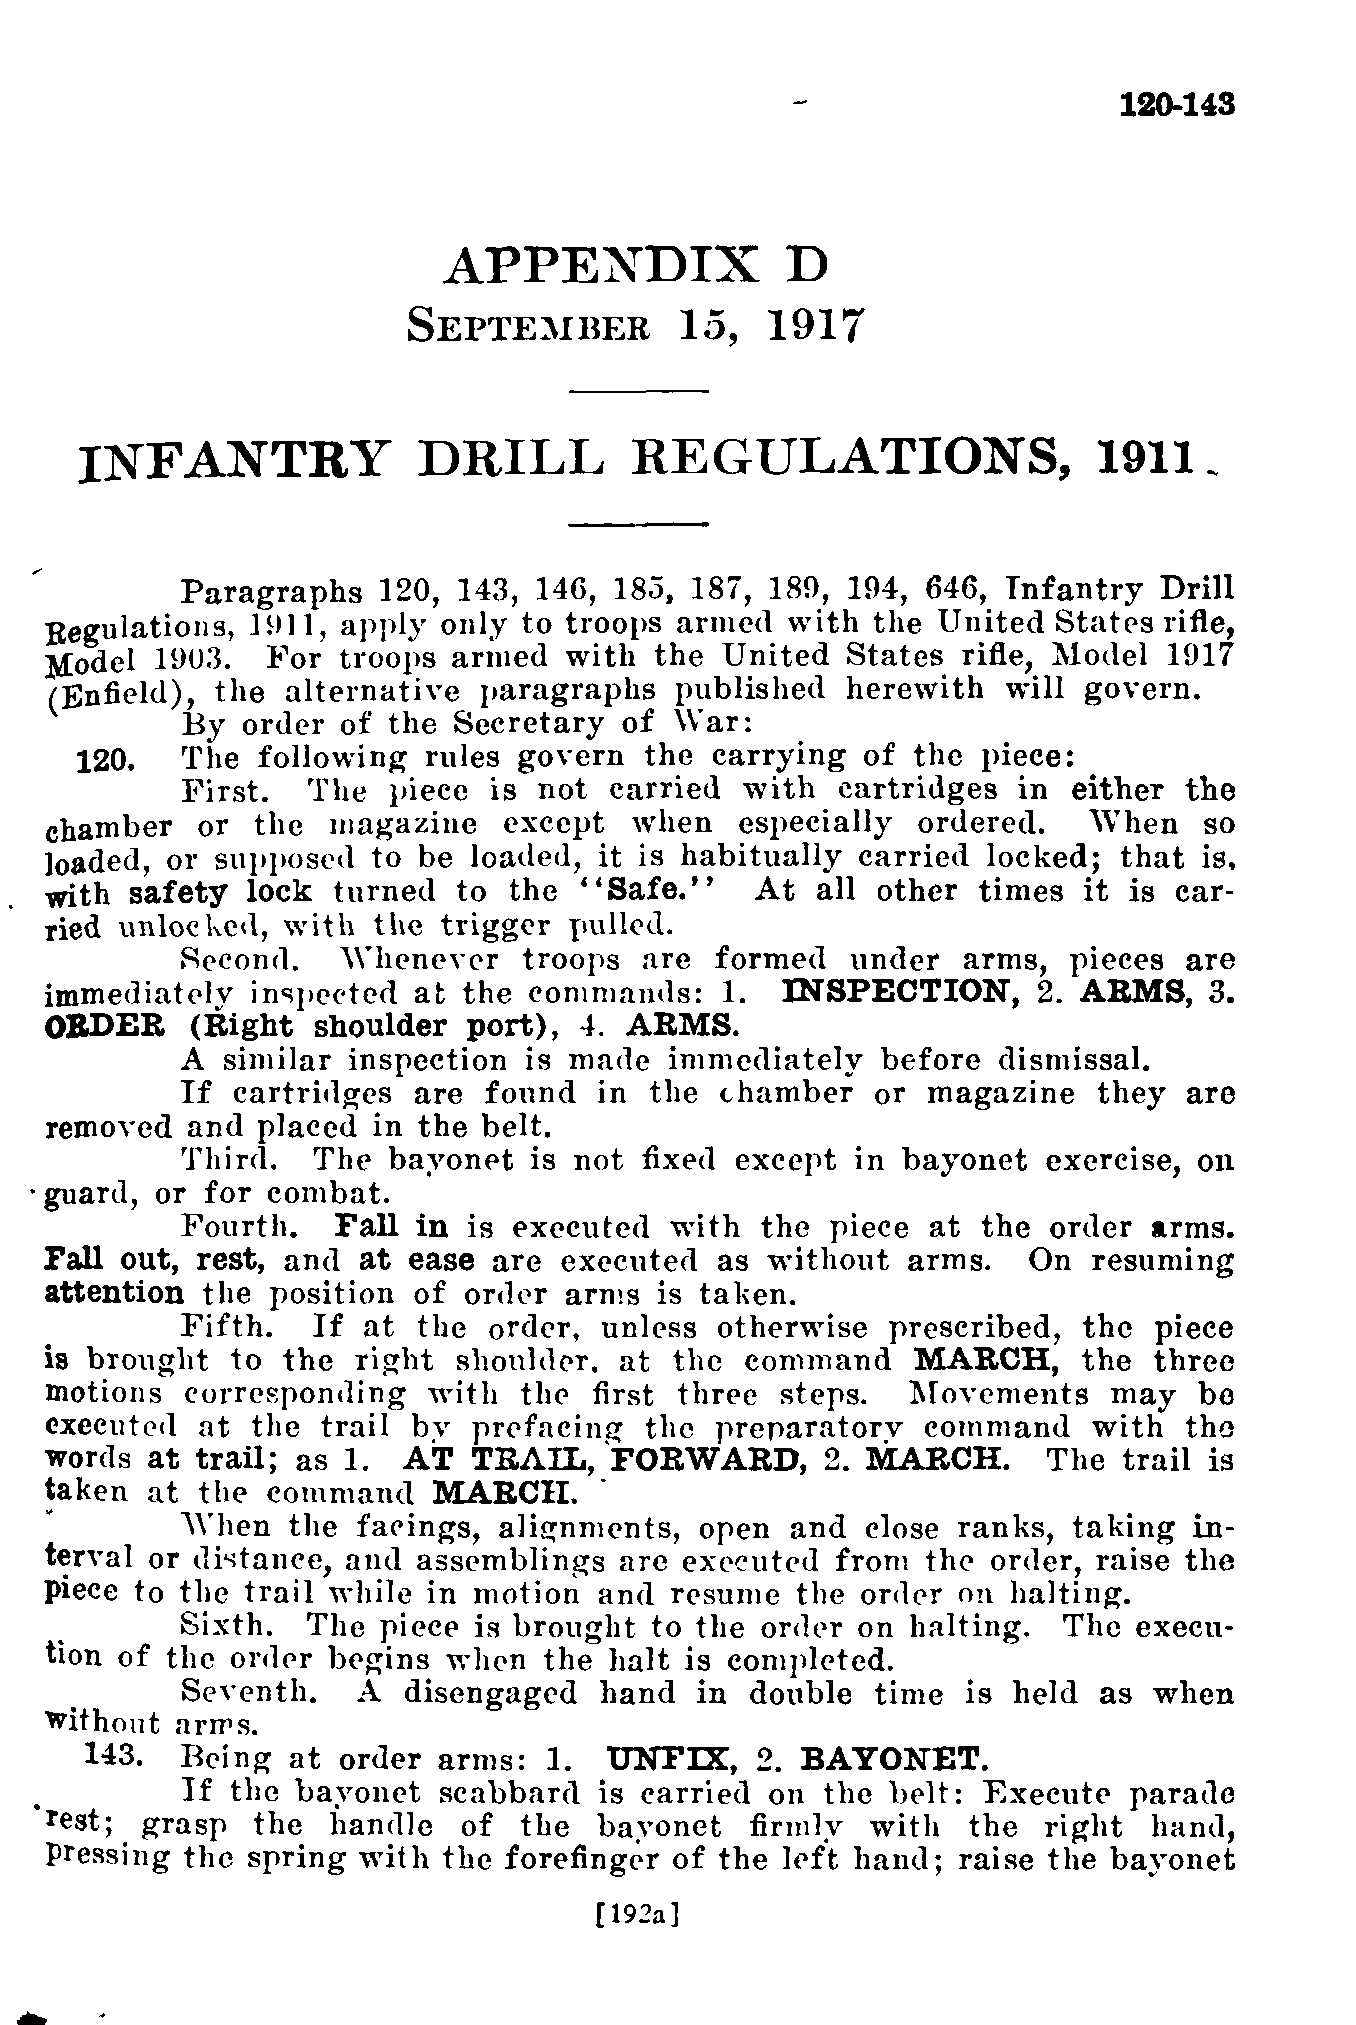 120-143
APPENDIX D
SEPTEMBER 15, 1917
INFANTRY DRILL REGULATIONS, 1911.
Paragraphs 120, 143, 146, 185, 187, 189, 194, 646, Infantry Drill
Regulations, 1911, apply only to troops armed with the United States rifle,
Model 1903. For troops armed with the United States rifle, Model 1917
(Enfield), the alternative paragraphs published herewith will govern.
By order of the Secretary of War:
120. The following rules govern the carrying of the piece:
First. The piece is not carried with cartridges in either the
chamber or the magazine except when especially ordered. When so
loaded, or supposed to be loaded, it is habitually carried locked; that is,
with safety lock turned to the "Safe." At all other times it is car-
ried unlocked, with the trigger pulled.
Second. Whenever troops are formed under arms, pieces are
immediately inspected at the commands: 1. INSPECTION, 2. ARMS, 3.
ORDER (Right shoulder port), 4. ARMS.
A similar inspection is made immediately before dismissal.
If cartridges are found in the chamber or magazine they are
removed and placed in the belt.
Third. The bayonet is not fixed except in bayonet exercise, on
guard, or for combat.
Fourth. Fall in is executed with the piece at the order arms.
Fall out, rest, and at ease are executed as without arms. On resuming
attention the position of order arms is taken.
Fifth. If at the order, unless otherwise prescribed, the piece
is brought to the right shoulder, at the command MARCH, the three
motions corresponding with the first three steps. Movements may be
executed at the trail by prefacing the preparatory command with the
words at trail; as 1. AT TRAIL, FORWARD, 2. MARCH. The trail is
taken at the command MARCH.
When the facings, alignments, open and close ranks, taking in-
terval or distance, and assemblings are executed from the order, raise the
piece to the trail while in motion and resume the order on halting.
Sixth. The piece is brought to the order on halting. The execu-
tion of the order begins when the halt is completed.
Seventh. A disengaged hand in double time is held as when
without arms.
143. Being at order arms: 1. UNFIX, 2. BAYONET.
If the bayonet scabbard is carried on the belt: Execute parade
rest; grasp the handle of the bayonet firmly with the right hand,
pressing the spring with the forefinger of the left hand; raise the bayonet
[192a]